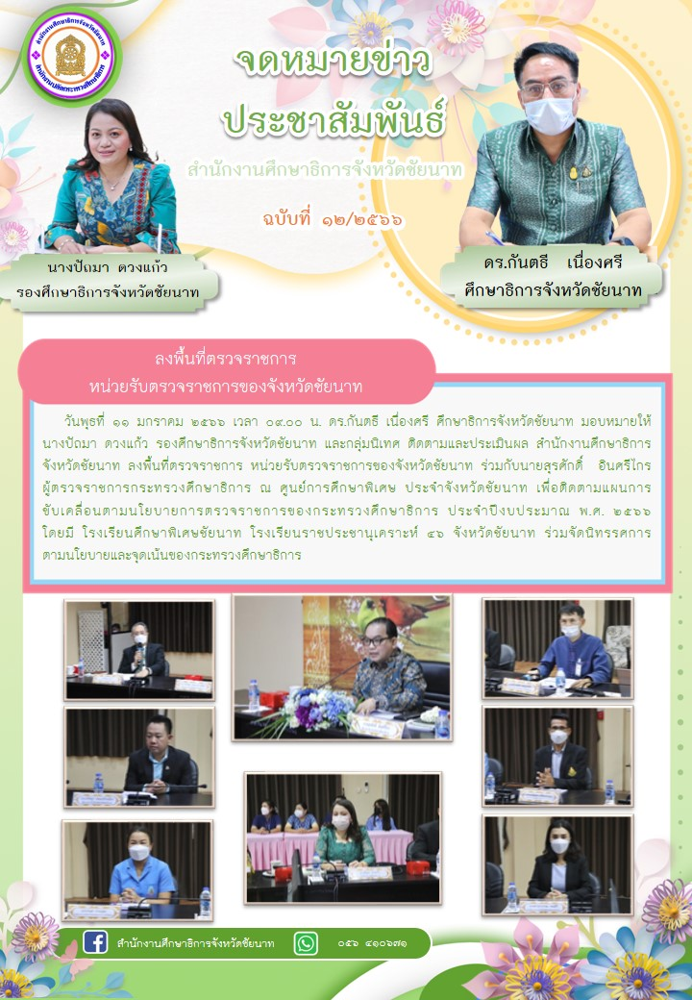 สำนักงานศึกษาธิการจังหวัดชัยนาท
สำนักงานปลัดกระทรวงศึกษาธิการ
จดหมายข่าว
ประชาสัมพันธ์
สำนักงานศึกษาธิการจังหวัดชัยนาท
ฉบับที่ ๑๒/๒๕๖๖
นางปัถมา ดวงแก้ว
รองศึกษาธิการจังหวัดชัยนาท
ดร.กันตธี เนื่องศรี
ศึกษาธิการจังหวัดชัยนาท
ลงพื้นที่ตรวจราชการ
หน่วยรับตรวจราชการของจังหวัดชัยนาท
วันพุธที่ ๑๑ มกราคม ๒๕๖๖ เวลา ๐๙.๐๐ น. ดร.กันตธี เนื่องศรี ศึกษาธิการจังหวัดชัยนาท มอบหมายให้
นางปัถมา ดวงแก้ว รองศึกษาธิการจังหวัดชัยนาท และกลุ่มนิเทศ ติดตามและประเมินผล สำนักงานศึกษาธิการ
จังหวัดชัยนาท ลงพื้นที่ตรวจราชการ หน่วยรับตรวจราชการของจังหวัดชัยนาท ร่วมกับนายสุรศักดิ์ อินศรีไกร
ผู้ตรวจราชการกระทรวงศึกษาธิการ ณ ศูนย์การศึกษาพิเศษ ประจำจังหวัดชัยนาท เพื่อติดตามแผนการ
ขับเคลื่อนตามนโยบายการตรวจราชการของกระทรวงศึกษาธิการ ประจำปีงบประมาณ พ.ศ. ๒๕๖๖
โดยมี โรงเรียนศึกษาพิเศษชัยนาท โรงเรียนราชประชานุเคราะห์ ๔๖ จังหวัดชัยนาท ร่วมจัดนิทรรศการ
ตามนโยบายและจุดเน้นของกระทรวงศึกษาธิการ
สำนักงานศึกษาธิการจังหวัดชัยนาท
๐๕๖ ๔๑๐๖๗๑